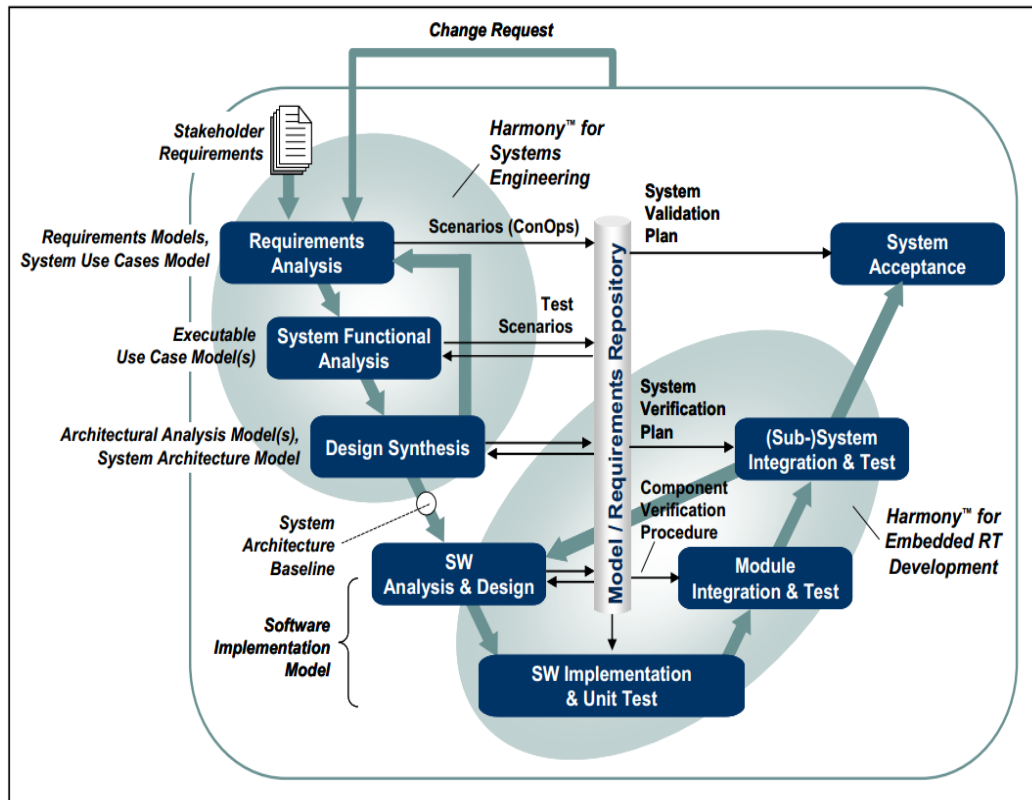 Change Request
Stakeholder
Requirements
Harmony™ for
Systems
Engineering
Requirements Models,
System Use Cases Model
Requirements
Analysis
Scenarios (ConOps)
System
Validation
Plan
System
Acceptance
Executable
Use Case Model(s)
System Functional
Analysis
Test
Scenarios
Model / Requirements Repository
Architectural Analysis Model(s),
System Architecture Model
Design Synthesis
System
Verification
Plan
(Sub-)System
Integration & Test
System
Architecture
Baseline
Component
Verification
Procedure
Harmony™ for
Embedded RT
Development
SW
Analysis & Design
Module
Integration & Test
Software
Implementation
Model
SW Implementation
& Unit Test